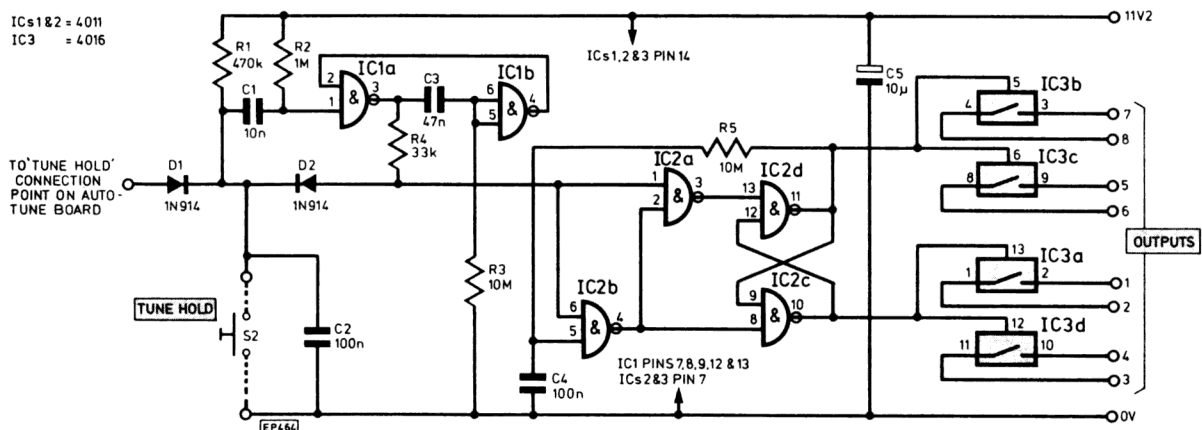 ICs1&2 = 4011
IC3 = 4016
R1
470k
R2
1M
C1
10n
IC1a
2
1
3
&
C3
47n
IC1b
6
5
4
&
R4
33k
ICs1,2&3 PIN 14
C5
10µ
11V2
IC3b
5
4
3
7
8
IC3c
6
8
9
5
6
TO 'TUNE HOLD'
CONNECTION
POINT ON AUTO-
TUNE BOARD
D1
1N914
D2
1N914
R5
10M
IC2a
1
2
3
&
IC2d
13
12
11
&
R3
10M
IC2b
6
5
4
&
IC2c
9
8
10
&
OUTPUTS
IC3a
13
1
2
1
2
IC3d
12
11
10
4
3
TUNE HOLD
S2
C2
100n
C4
100n
IC1 PINS 7,8,9,12 & 13
ICs 2&3 PIN 7
0V
EP464